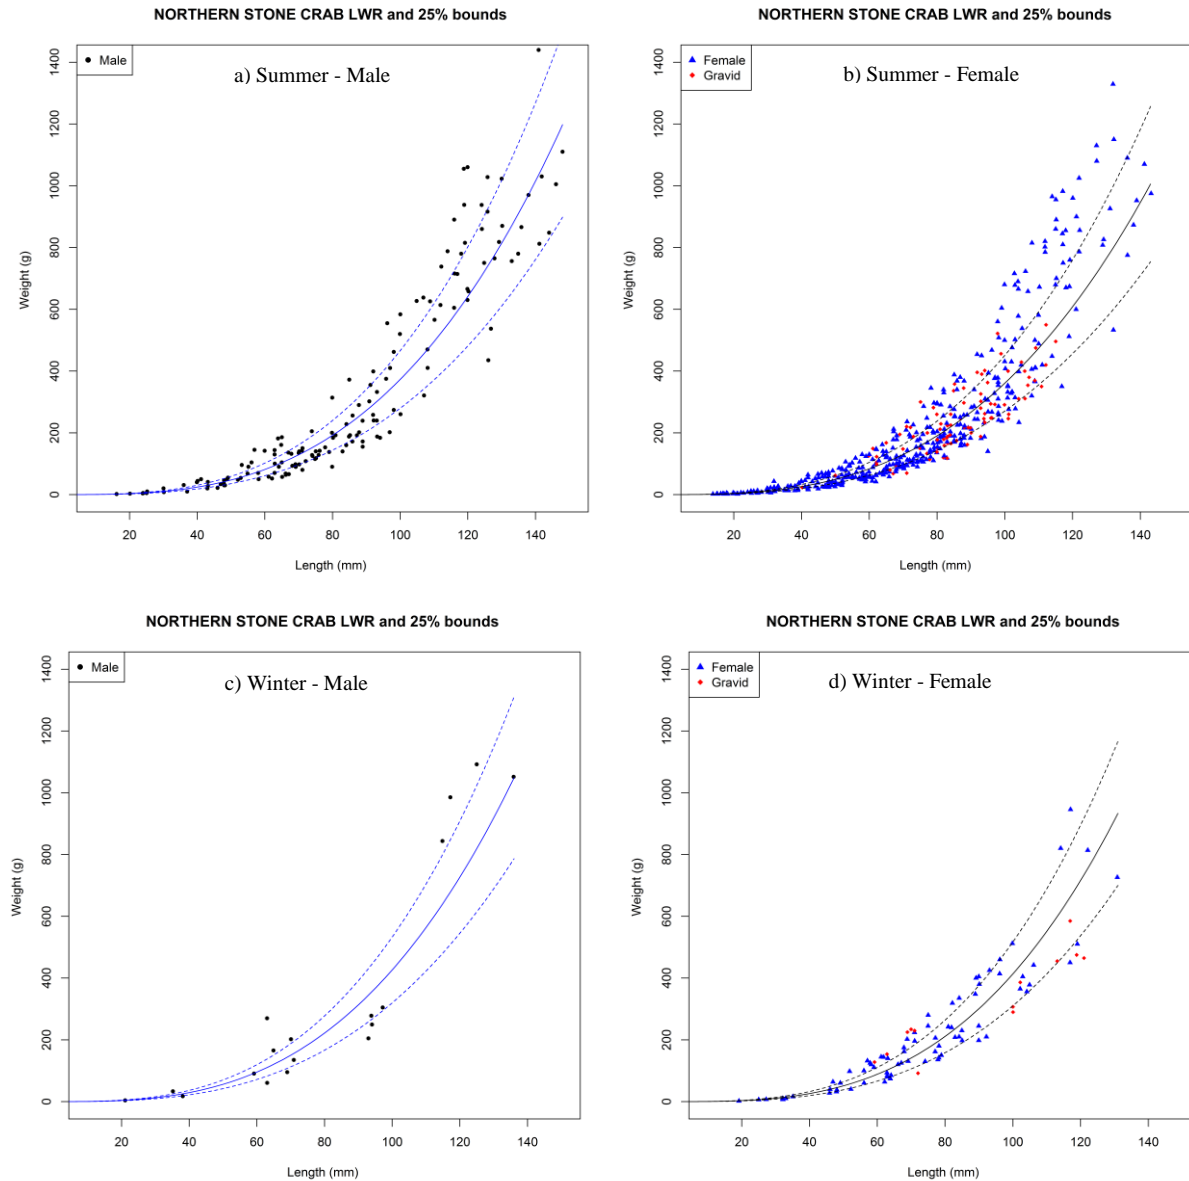 NORTHERN STONE CRAB LWR and 25% bounds
Male
a) Summer - Male
Weight (g)
0 200 400 600 800 1000 1200 1400
20 40 60 80 100 120 140
Length (mm)
NORTHERN STONE CRAB LWR and 25% bounds
Female
Gravid
b) Summer - Female
Weight (g)
0 200 400 600 800 1000 1200 1400
20 40 60 80 100 120 140
Length (mm)
NORTHERN STONE CRAB LWR and 25% bounds
Male
c) Winter - Male
Weight (g)
0 200 400 600 800 1000 1200 1400
20 40 60 80 100 120 140
Length (mm)
NORTHERN STONE CRAB LWR and 25% bounds
Female
Gravid
d) Winter - Female
Weight (g)
0 200 400 600 800 1000 1200 1400
20 40 60 80 100 120 140
Length (mm)